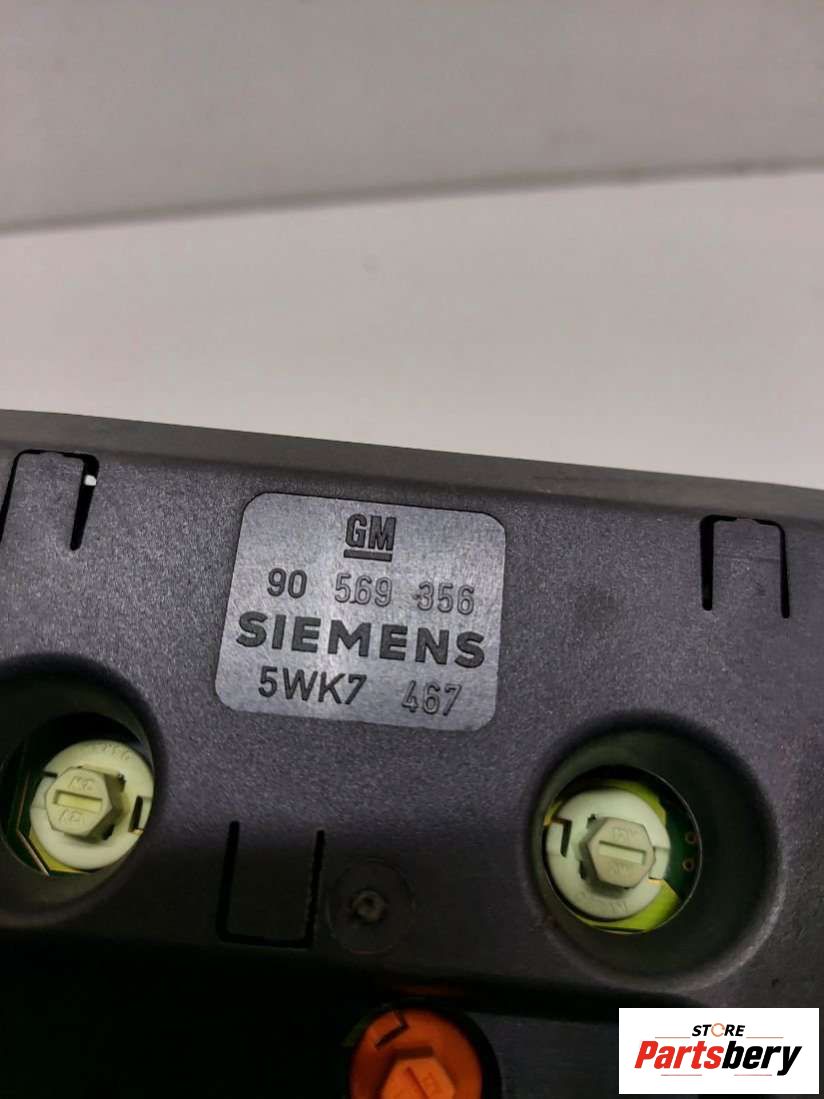 GM
90 569 356
SIEMENS
5WK7 467
STORE
Partsbery